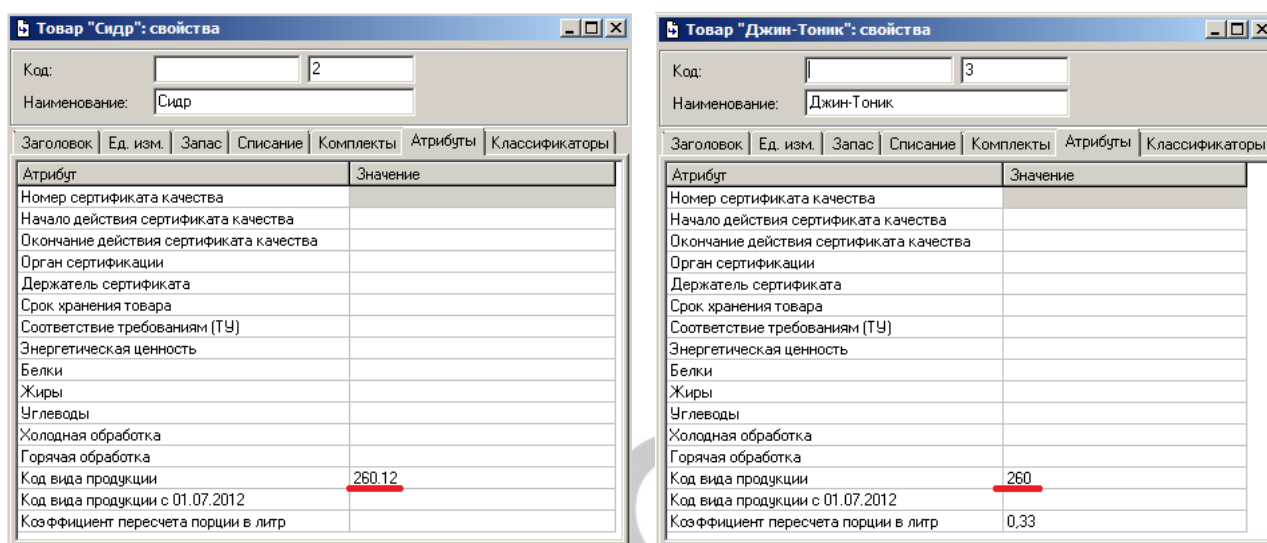 Товар "Сидр": свойства
Код: 2
Наименование: Сидр
Заголовок Ед. изм. Запас Списание Комплекты Атрибуты Классификаторы
Атрибут Значение
Номер сертификата качества
Начало действия сертификата качества
Окончание действия сертификата качества
Орган сертификации
Держатель сертификата
Срок хранения товара
Соответствие требованиям (ТУ)
Энергетическая ценность
Белки
Жиры
Углеводы
Холодная обработка
Горячая обработка
Код вида продукции 260.12
Код вида продукции с 01.07.2012
Коэффициент пересчета порции в литр
Товар "Джин-Тоник": свойства
Код: 3
Наименование: Джин-Тоник
Заголовок Ед. изм. Запас Списание Комплекты Атрибуты Классификаторы
Атрибут Значение
Номер сертификата качества
Начало действия сертификата качества
Окончание действия сертификата качества
Орган сертификации
Держатель сертификата
Срок хранения товара
Соответствие требованиям (ТУ)
Энергетическая ценность
Белки
Жиры
Углеводы
Холодная обработка
Горячая обработка
Код вида продукции 260
Код вида продукции с 01.07.2012
Коэффициент пересчета порции в литр 0,33